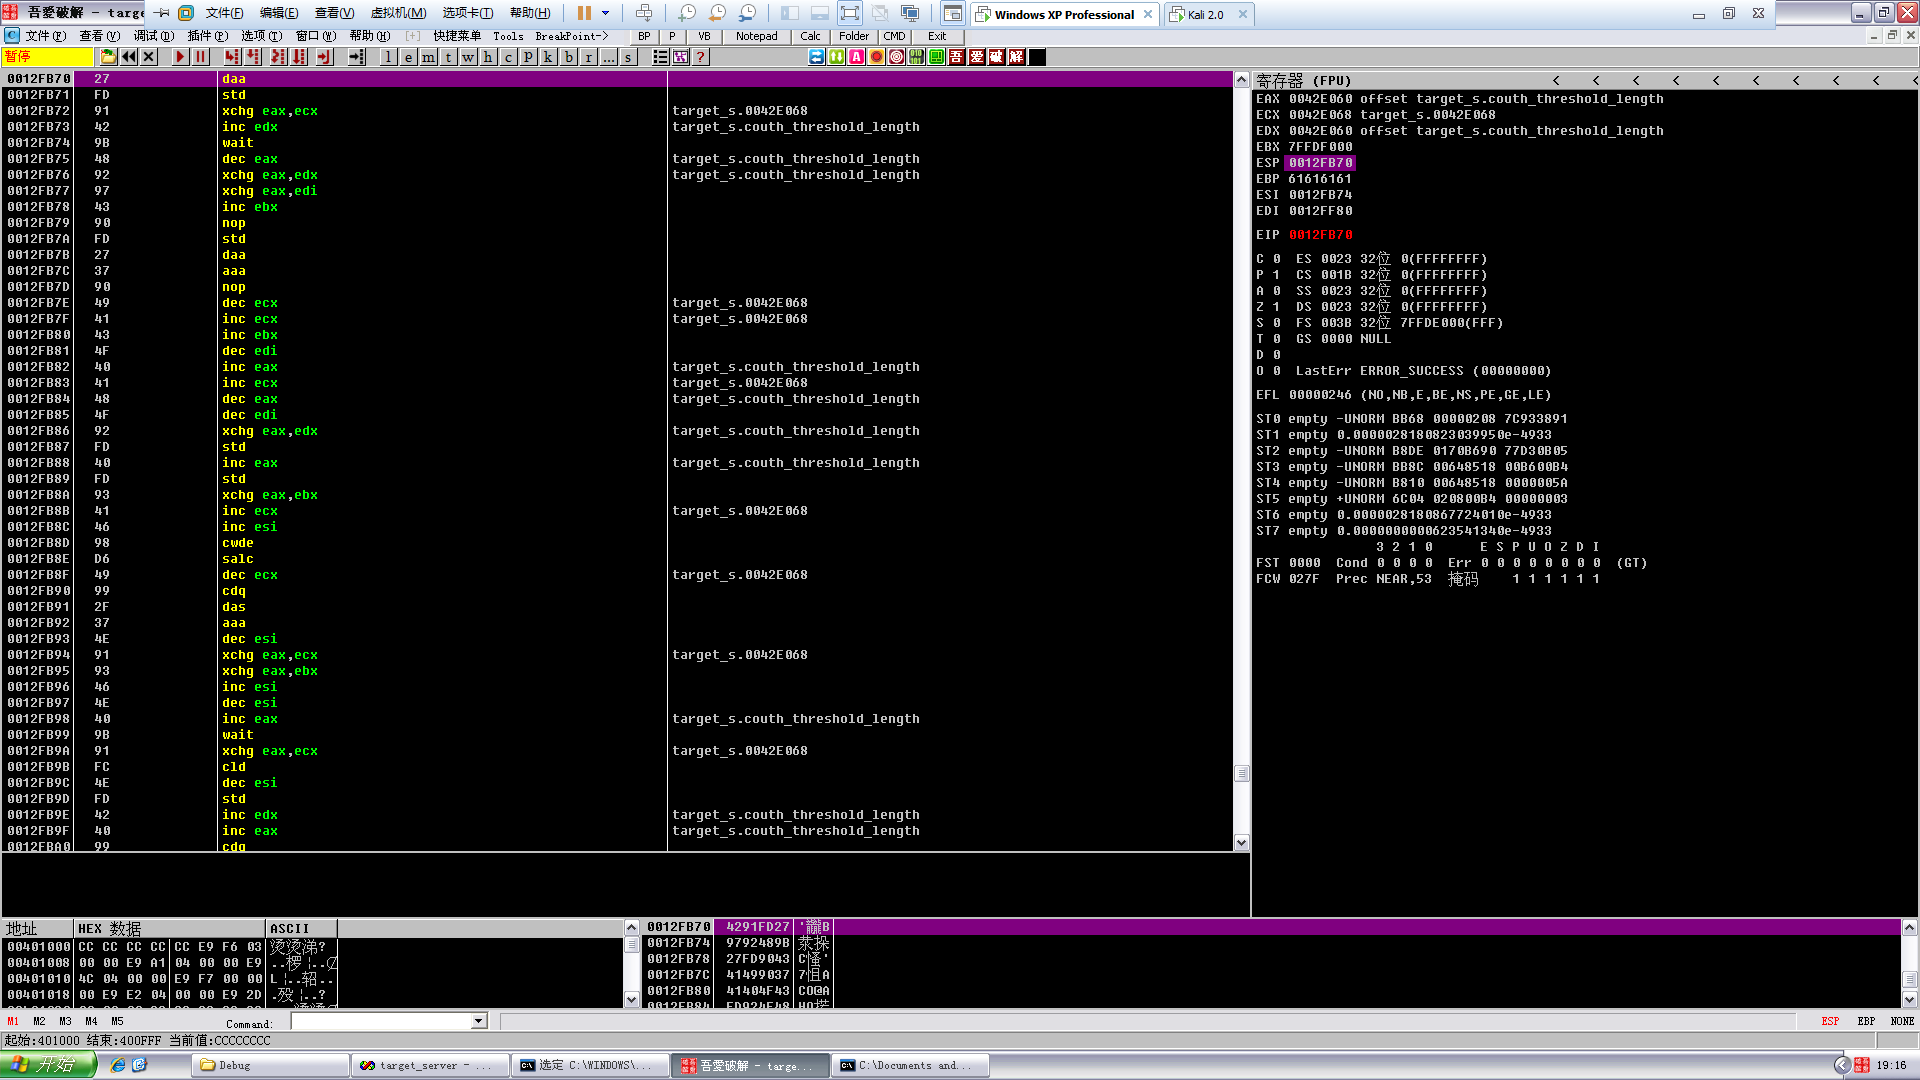 吾爱破解 - targe 文件(F) 编辑(E) 查看(V) 虚拟机(M) 选项卡(T) 帮助(H) Windows XP Professional Kali 2.0
文件(F) 查看(V) 调试(D) 插件(P) 选项(T) 窗口(W) 帮助(H) [+] 快捷菜单 Tools BreakPoint-> BP P VB Notepad Calc Folder CMD Exit
暂停 l e m t w h c P k b r ... s ? 吾 爱 破 解
0012FB70 27 daa
0012FB71 FD std
0012FB72 91 xchg eax,ecx target_s.0042E068
0012FB73 42 inc edx target_s.couth_threshold_length
0012FB74 9B wait
0012FB75 48 dec eax target_s.couth_threshold_length
0012FB76 92 xchg eax,edx target_s.couth_threshold_length
0012FB77 97 xchg eax,edi
0012FB78 43 inc ebx
0012FB79 90 nop
0012FB7A FD std
0012FB7B 27 daa
0012FB7C 37 aaa
0012FB7D 90 nop
0012FB7E 49 dec ecx target_s.0042E068
0012FB7F 41 inc ecx target_s.0042E068
0012FB80 43 inc ebx
0012FB81 4F dec edi
0012FB82 40 inc eax target_s.couth_threshold_length
0012FB83 41 inc ecx target_s.0042E068
0012FB84 48 dec eax target_s.couth_threshold_length
0012FB85 4F dec edi
0012FB86 92 xchg eax,edx target_s.couth_threshold_length
0012FB87 FD std
0012FB88 40 inc eax target_s.couth_threshold_length
0012FB89 FD std
0012FB8A 93 xchg eax,ebx
0012FB8B 41 inc ecx target_s.0042E068
0012FB8C 46 inc esi
0012FB8D 98 cwde
0012FB8E D6 salc
0012FB8F 49 dec ecx target_s.0042E068
0012FB90 99 cdq
0012FB91 2F das
0012FB92 37 aaa
0012FB93 4E dec esi
0012FB94 91 xchg eax,ecx target_s.0042E068
0012FB95 93 xchg eax,ebx
0012FB96 46 inc esi
0012FB97 4E dec esi
0012FB98 40 inc eax target_s.couth_threshold_length
0012FB99 9B wait
0012FB9A 91 xchg eax,ecx target_s.0042E068
0012FB9B FC cld
0012FB9C 4E dec esi
0012FB9D FD std
0012FB9E 42 inc edx target_s.couth_threshold_length
0012FB9F 40 inc eax target_s.couth_threshold_length
0012FBA0 99 cdq
寄存器 (FPU) < < < < < < < < < <
EAX 0042E060 offset target_s.couth_threshold_length
ECX 0042E068 target_s.0042E068
EDX 0042E060 offset target_s.couth_threshold_length
EBX 7FFDF000
ESP 0012FB70
EBP 61616161
ESI 0012FB74
EDI 0012FF80
EIP 0012FB70
C 0 ES 0023 32位 0(FFFFFFFF)
P 1 CS 001B 32位 0(FFFFFFFF)
A 0 SS 0023 32位 0(FFFFFFFF)
Z 1 DS 0023 32位 0(FFFFFFFF)
S 0 FS 003B 32位 7FFDE000(FFF)
T 0 GS 0000 NULL
D 0
O 0 LastErr ERROR_SUCCESS (00000000)
EFL 00000246 (NO,NB,E,BE,NS,PE,GE,LE)
ST0 empty -UNORM BB68 00000208 7C933891
ST1 empty 0.0000028180823039950e-4933
ST2 empty -UNORM B8DE 0170B690 77D30B05
ST3 empty -UNORM BB8C 00648518 00B600B4
ST4 empty -UNORM B810 00648518 0000005A
ST5 empty +UNORM 6C04 020800B4 00000003
ST6 empty 0.0000028180867724010e-4933
ST7 empty 0.0000000000623541340e-4933
3 2 1 0 E S P U O Z D I
FST 0000 Cond 0 0 0 0 Err 0 0 0 0 0 0 0 0 (GT)
FCW 027F Prec NEAR,53 掩码 1 1 1 1 1 1
地址 HEX 数据 ASCII
00401000 CC CC CC CC CC E9 F6 03 烫烫涕?
00401008 00 00 E9 A1 04 00 00 E9
00401010 4C 04 00 00 E9 F7 00 00
00401018 00 E9 E2 04 00 00 E9 2D
0012FB70 4291FD27
0012FB74 9792489B
0012FB78 27FD9043
0012FB7C 41499037
0012FB80 41404F43 CO@A
0012FB84 FD924F48
M1 M2 M3 M4 M5 Command: ESP EBP NONE
起始:401000 结束:400FFF 当前值:CCCCCCCC
开始 Debug target_server - ... 选定 C:\WINDOWS\... 吾爱破解 - targe... C:\Documents and... 19:16